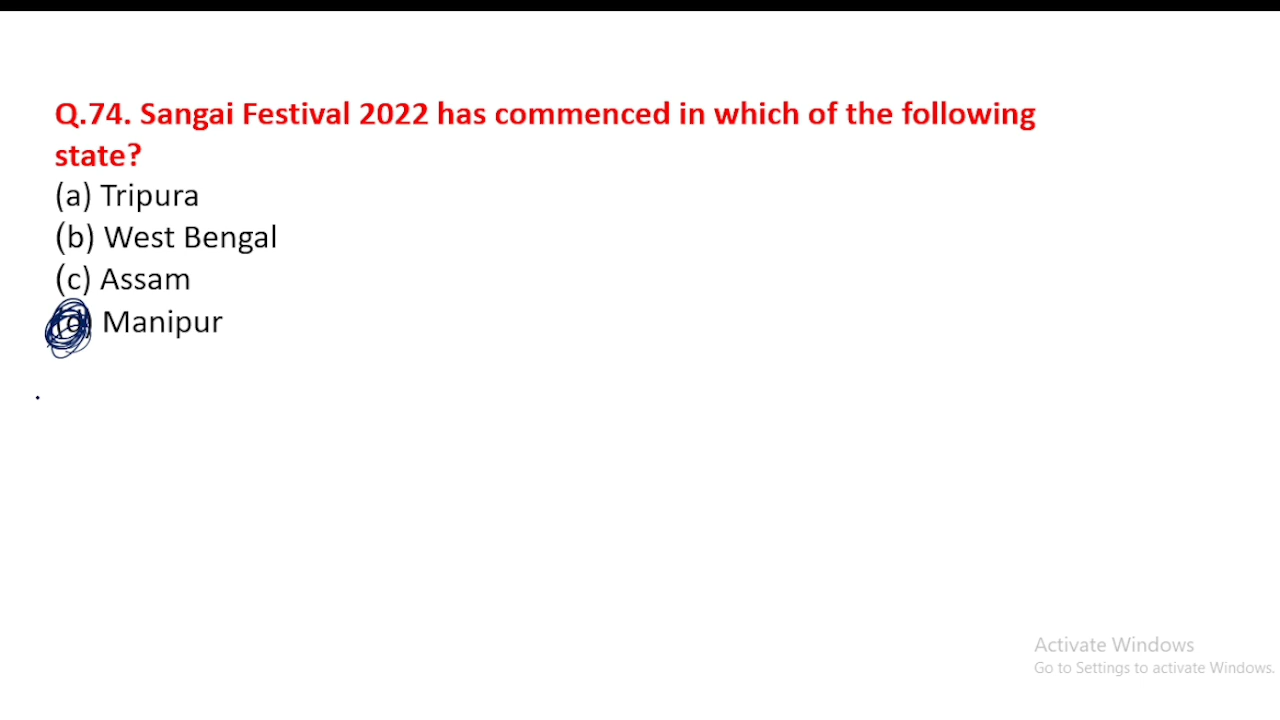 Q.74. Sangai Festival 2022 has commenced in which of the following
state?
(a) Tripura
(b) West Bengal
(c) Assam
(d) Manipur
Activate Windows
Go to Settings to activate Windows.